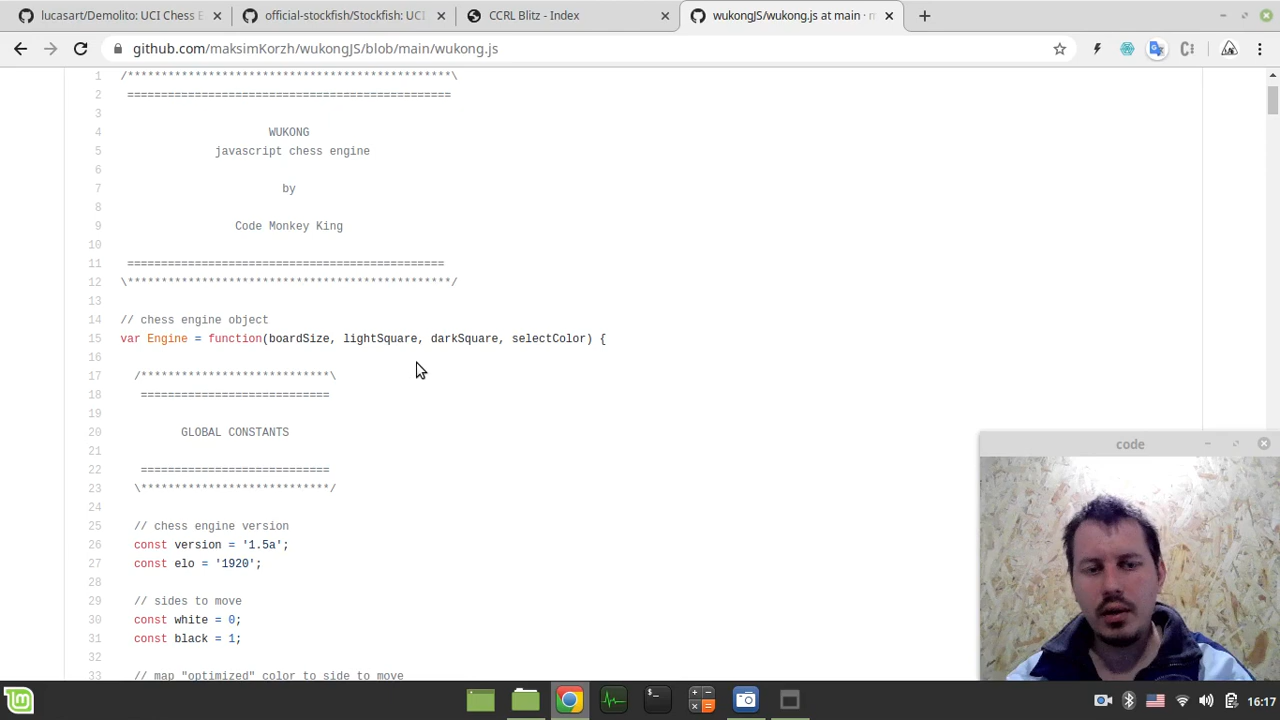 lucasart/Demolito: UCI Chess E
official-stockfish/Stockfish: UCI
CCRL Blitz - Index
wukongJS/wukong.js at main ·
github.com/maksimKorzh/wukongJS/blob/main/wukong.js
1 /************************************************\
2 ================================================
3
4 WUKONG
5 javascript chess engine
6
7 by
8
9 Code Monkey King
10
11 ===============================================
12 \************************************************/
13
14 // chess engine object
15 var Engine = function(boardSize, lightSquare, darkSquare, selectColor) {
16
17 /****************************\
18 ============================
19
20 GLOBAL CONSTANTS
21
22 ============================
23 \****************************/
24
25 // chess engine version
26 const version = '1.5a';
27 const elo = '1920';
28
29 // sides to move
30 const white = 0;
31 const black = 1;
32
33 // map "optimized" color to side to move
code
16:17